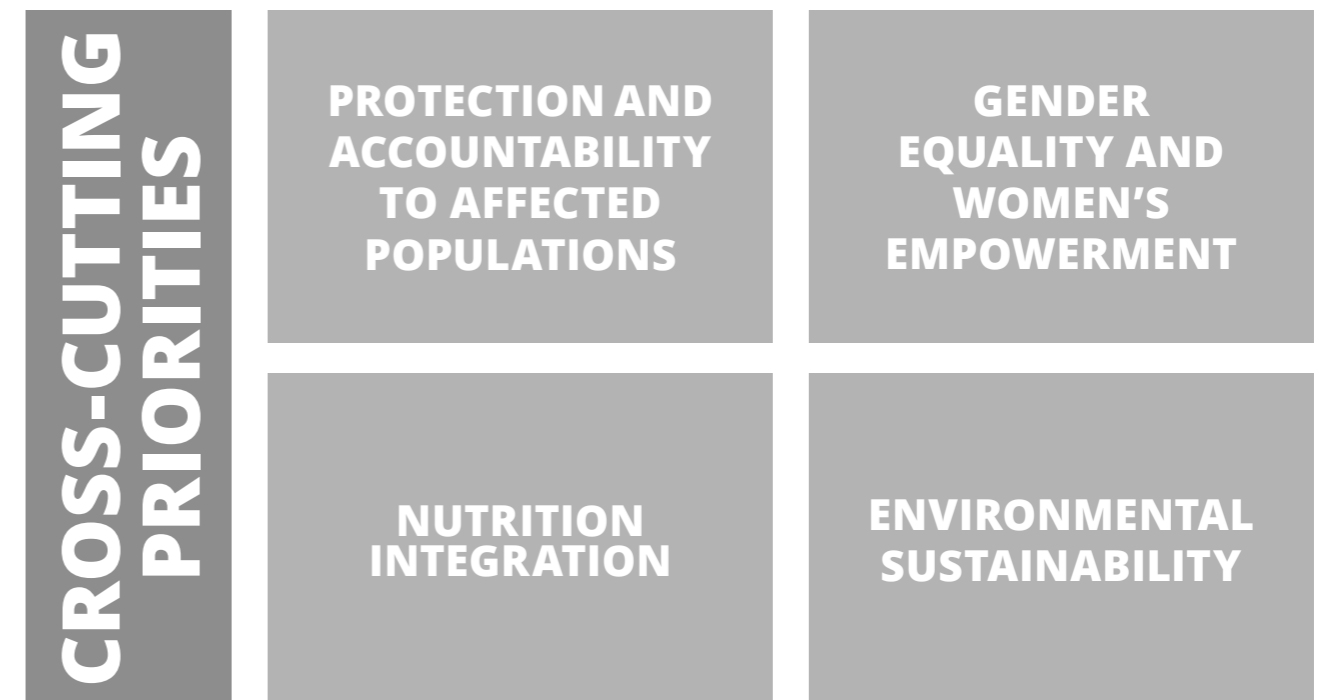 CROSS-CUTTING
PRIORITIES
PROTECTION AND
ACCOUNTABILITY
TO AFFECTED
POPULATIONS
GENDER
EQUALITY AND
WOMEN’S
EMPOWERMENT
NUTRITION
INTEGRATION
ENVIRONMENTAL
SUSTAINABILITY